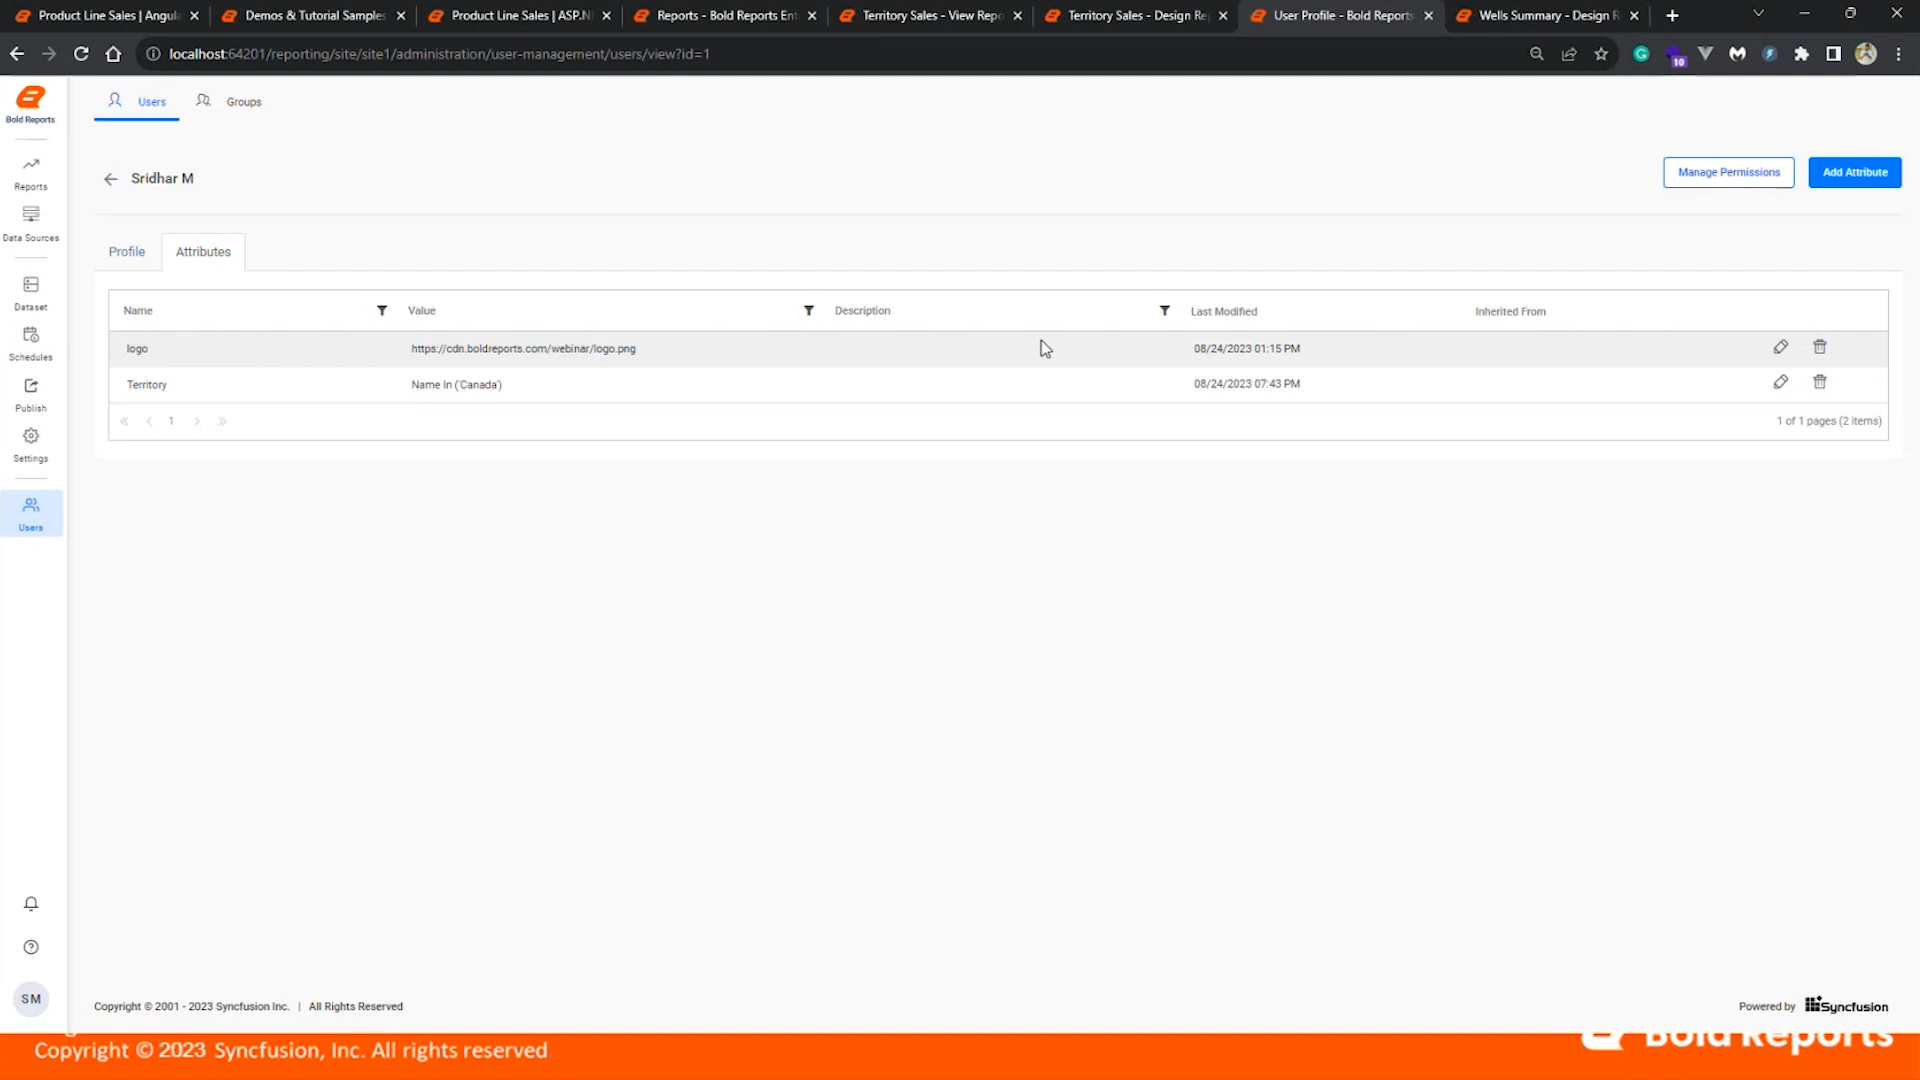 Product Line Sales | Angula
Demos & Tutorial Samples
Product Line Sales | ASP.N
Reports - Bold Reports Ent
Territory Sales - View Repo
Territory Sales - Design Re
User Profile - Bold Reports
Wells Summary - Design R
localhost:64201/reporting/site/site1/administration/user-management/users/view?id=1
10
Bold Reports
Users
Groups
Sridhar M
Manage Permissions
Add Attribute
Reports
Data Sources
Dataset
Schedules
Publish
Settings
Users
Profile
Attributes
Name
Value
Description
Last Modified
Inherited From
logo
https://cdn.boldreports.com/webinar/logo.png
08/24/2023 01:15 PM
Territory
Name In ('Canada')
08/24/2023 07:43 PM
1
1 of 1 pages (2 items)
SM
Copyright © 2001 - 2023 Syncfusion Inc. | All Rights Reserved
Powered by Syncfusion
Copyright © 2023 Syncfusion, Inc. All rights reserved
Bold Reports